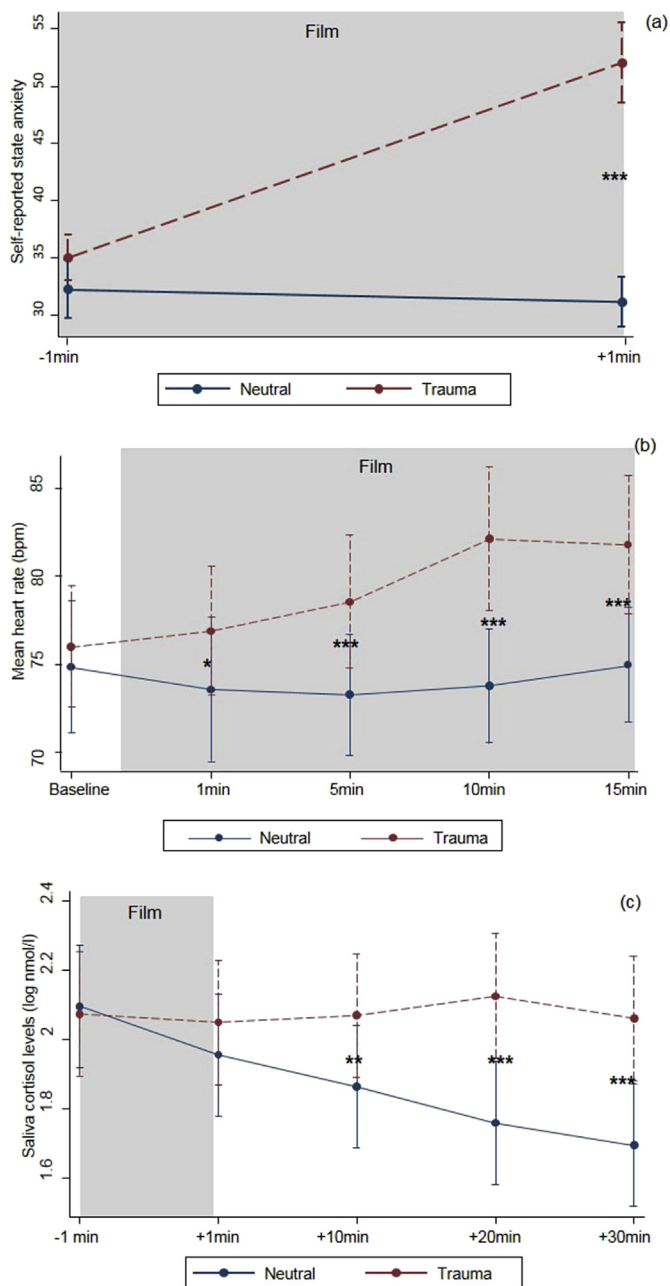 (a)
Film
Self-reported state anxiety
55
50
45
40
35
30
***
-1min +1min
Neutral Trauma
(b)
Film
Mean heart rate (bpm)
85
80
75
70
* *** *** ***
Baseline 1min 5min 10min 15min
Neutral Trauma
(c)
Film
Saliva cortisol levels (log nmol/l)
2.4
2.2
2
1.8
1.6
** *** ***
-1 min +1min +10min +20min +30min
Neutral Trauma